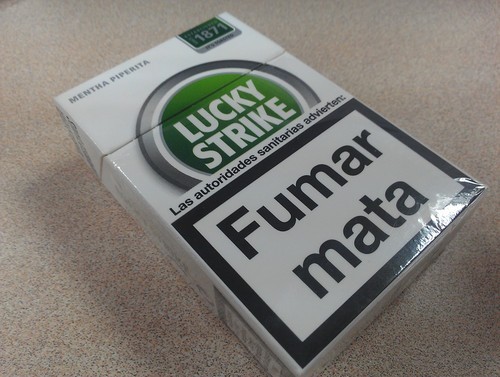 1871
MENTHA PIPERITA
LUCKY
STRIKE
Las autoridades sanitarias advierten:
Fumar
mata